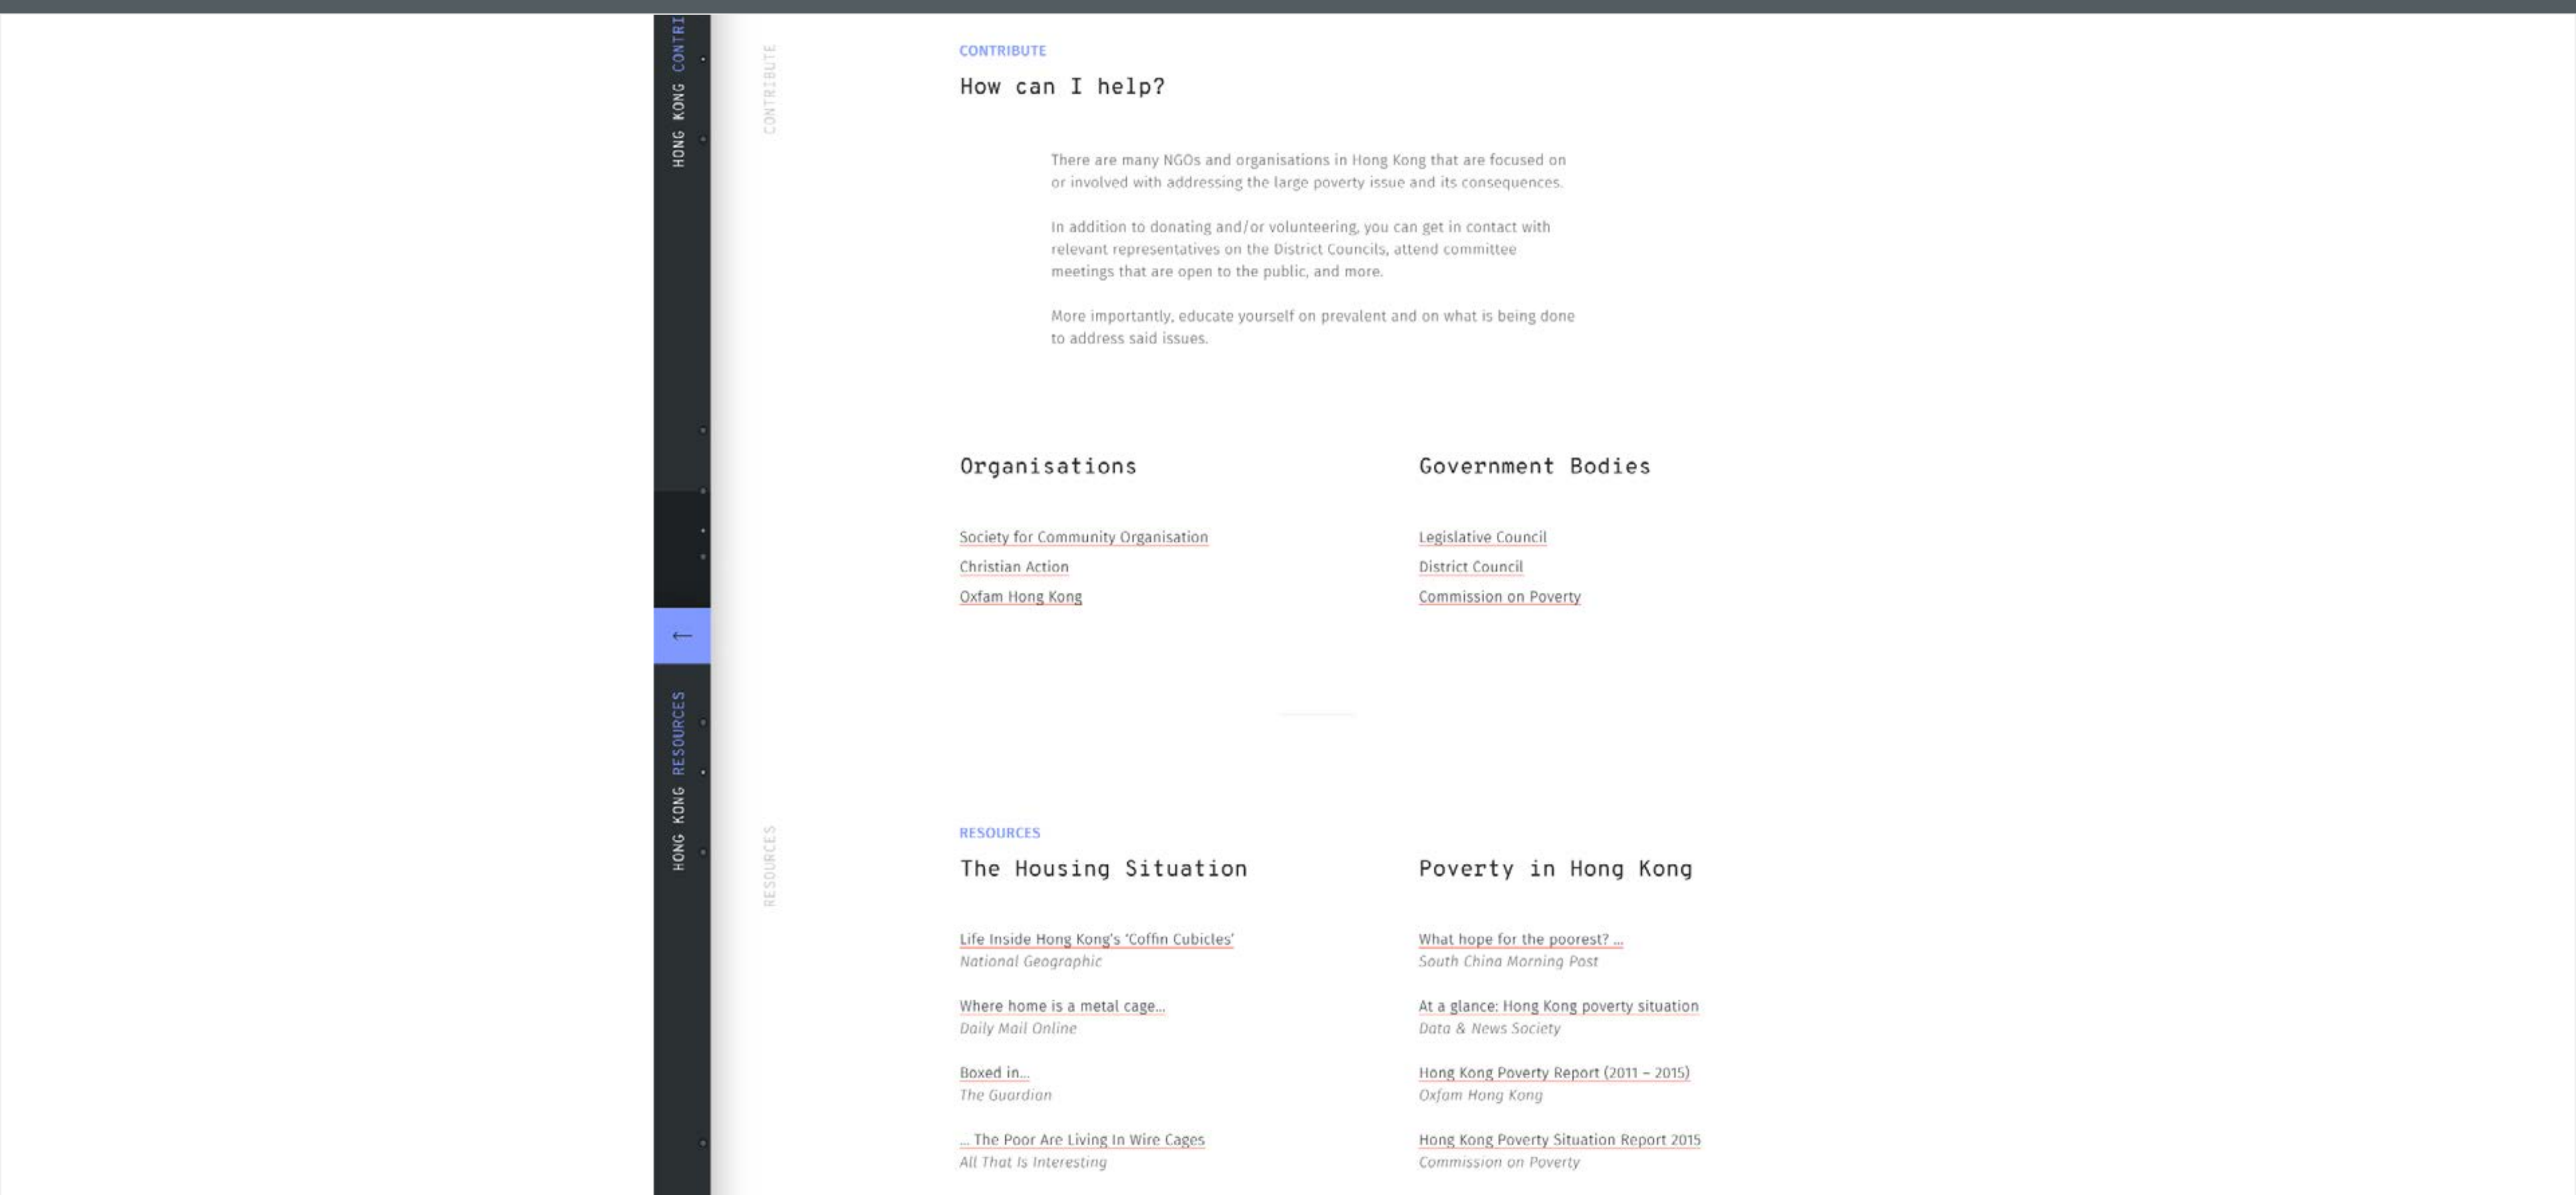 HONG KONG CONTRI
CONTRIBUTE
CONTRIBUTE
How can I help?
There are many NGOs and organisations in Hong Kong that are focused on
or involved with addressing the large poverty issue and its consequences.
In addition to donating and/or volunteering, you can get in contact with
relevant representatives on the District Councils, attend committee
meetings that are open to the public, and more.
More importantly, educate yourself on prevalent and on what is being done
to address said issues.
Organisations
Society for Community Organisation
Christian Action
Oxfam Hong Kong
Government Bodies
Legislative Council
District Council
Commission on Poverty
←
HONG KONG RESOURCES
RESOURCES
RESOURCES
The Housing Situation
Life Inside Hong Kong's 'Coffin Cubicles'
National Geographic
Where home is a metal cage...
Daily Mail Online
Boxed in...
The Guardian
... The Poor Are Living In Wire Cages
All That Is Interesting
Poverty in Hong Kong
What hope for the poorest? ...
South China Morning Post
At a glance: Hong Kong poverty situation
Data & News Society
Hong Kong Poverty Report (2011 – 2015)
Oxfam Hong Kong
Hong Kong Poverty Situation Report 2015
Commission on Poverty